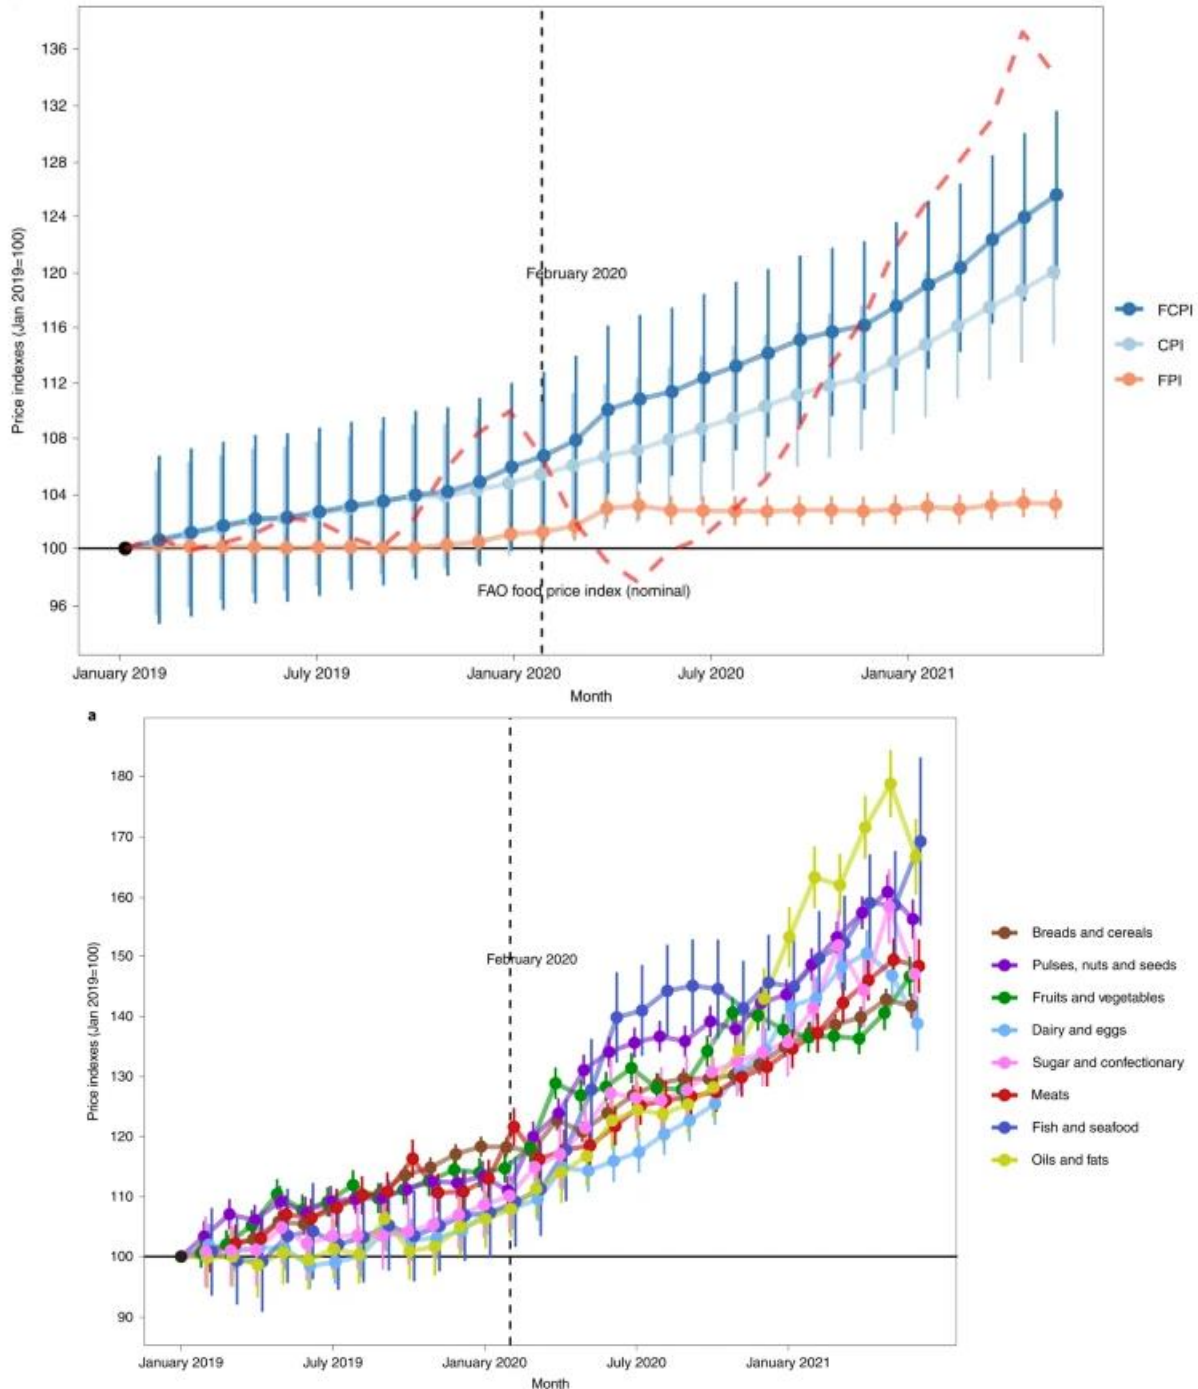 136
132
128
124
120
116
112
108
104
100
96
Price indexes (Jan 2019=100)
February 2020
FAO food price index (nominal)
FCPI
CPI
FPI
January 2019
July 2019
January 2020
July 2020
January 2021
Month
a
180
170
160
150
140
130
120
110
100
90
Price indexes (Jan 2019=100)
February 2020
Breads and cereals
Pulses, nuts and seeds
Fruits and vegetables
Dairy and eggs
Sugar and confectionary
Meats
Fish and seafood
Oils and fats
January 2019
July 2019
January 2020
July 2020
January 2021
Month